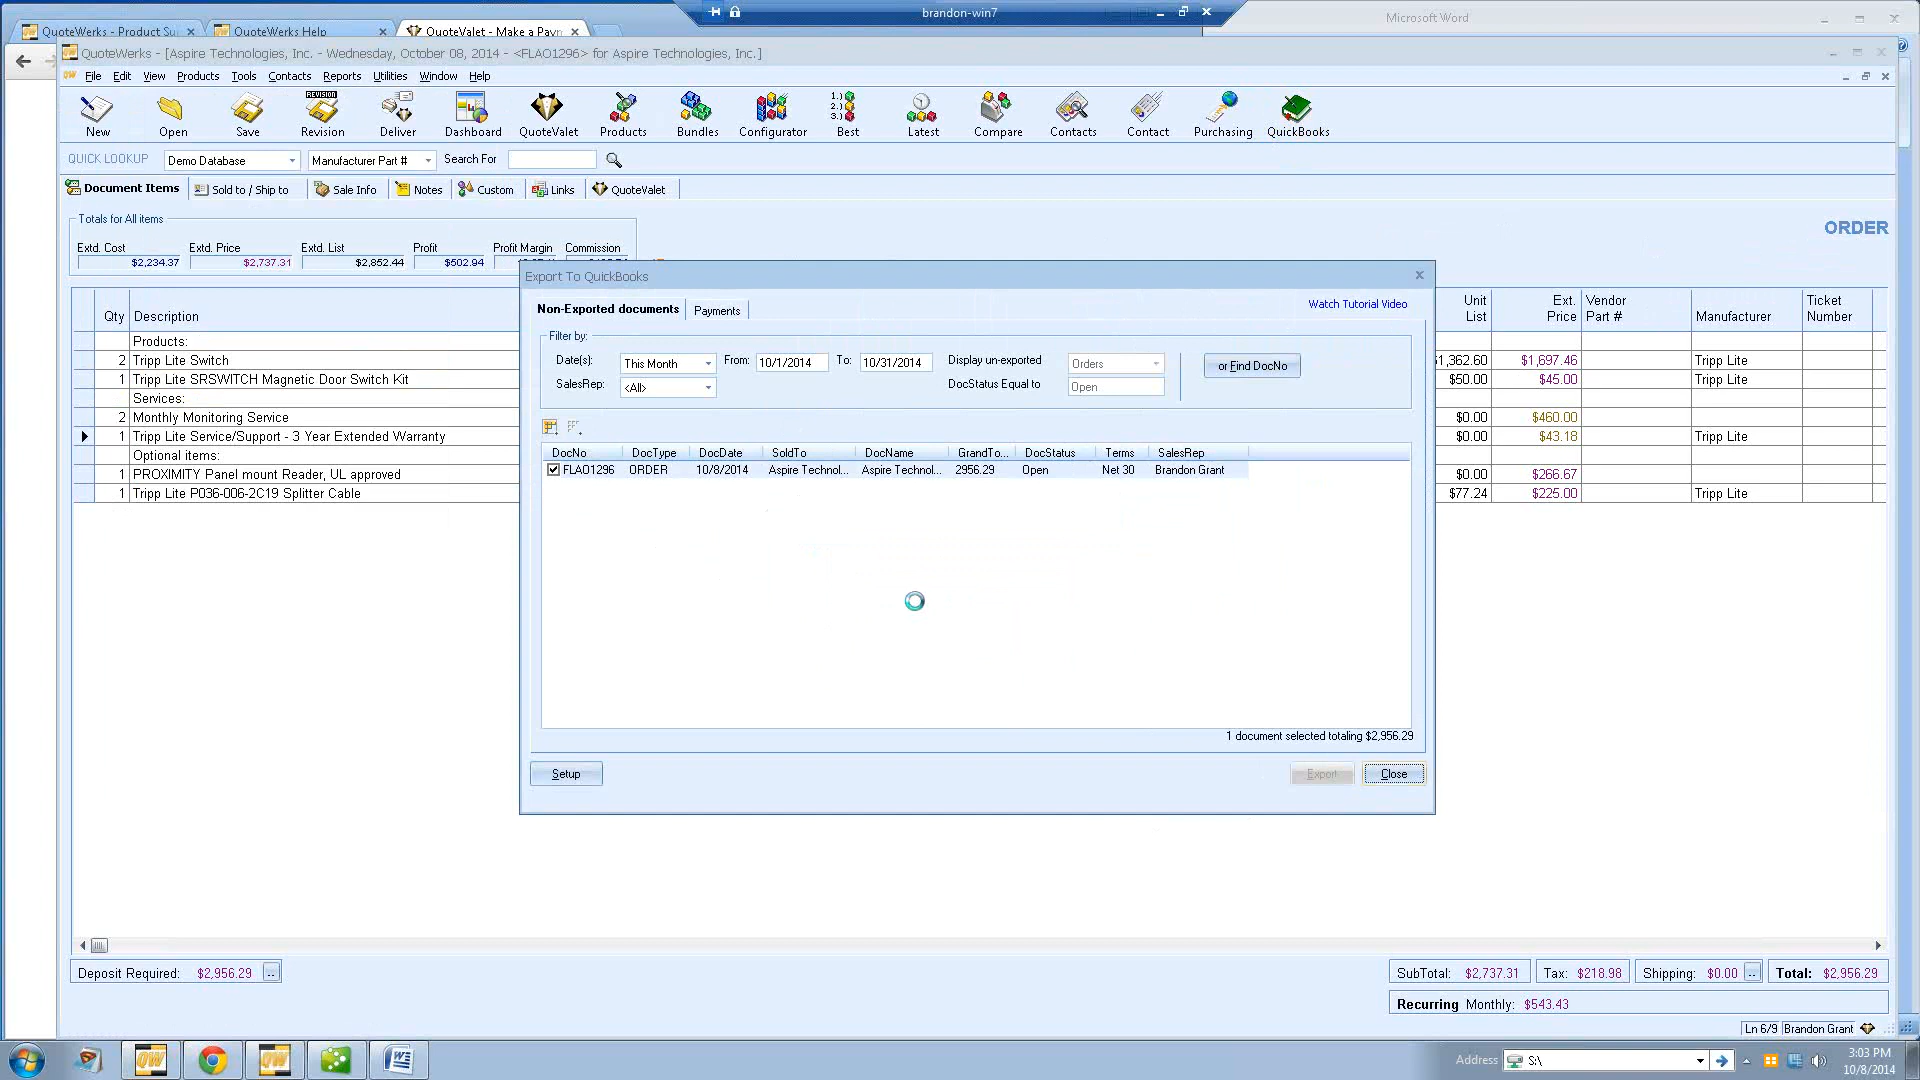 brandon-win7
Microsoft Word
QuoteWerks - Product Su
QuoteWerks Help
QuoteValet - Make a Payn
QuoteWerks - [Aspire Technologies, Inc. - Wednesday, October 08, 2014 - <FLAO1296> for Aspire Technologies, Inc.]
File Edit View Products Tools Contacts Reports Utilities Window Help
REVISION
New Open Save Revision Deliver Dashboard QuoteValet Products Bundles Configurator Best Latest Compare Contacts Contact Purchasing QuickBooks
QUICK LOOKUP Demo Database Manufacturer Part # Search For
Document Items Sold to / Ship to Sale Info Notes Custom Links QuoteValet
Totals for All items
ORDER
Extd. Cost Extd. Price Extd. List Profit Profit Margin Commission
$2,234.37 $2,737.31 $2,852.44 $502.94
Qty Description
Unit List Ext. Price Vendor Part # Manufacturer Ticket Number
Products:
2 Tripp Lite Switch 1,362.60 $1,697.46 Tripp Lite
1 Tripp Lite SRSWITCH Magnetic Door Switch Kit $50.00 $45.00 Tripp Lite
Services:
2 Monthly Monitoring Service $0.00 $460.00
1 Tripp Lite Service/Support - 3 Year Extended Warranty $0.00 $43.18 Tripp Lite
Optional items:
1 PROXIMITY Panel mount Reader, UL approved $0.00 $266.67
1 Tripp Lite P036-006-2C19 Splitter Cable $77.24 $225.00 Tripp Lite
Export To QuickBooks
Non-Exported documents Payments Watch Tutorial Video
Filter by:
Date(s): This Month From: 10/1/2014 To: 10/31/2014 Display un-exported Orders or Find DocNo
SalesRep: <All> DocStatus Equal to Open
DocNo DocType DocDate SoldTo DocName GrandTo... DocStatus Terms SalesRep
FLAO1296 ORDER 10/8/2014 Aspire Technol... Aspire Technol... 2956.29 Open Net 30 Brandon Grant
1 document selected totaling $2,956.29
Setup Export Close
Deposit Required: $2,956.29 ...
SubTotal: $2,737.31 Tax: $218.98 Shipping: $0.00 ... Total: $2,956.29
Recurring Monthly: $543.43
Ln 6/9 Brandon Grant
Address S:\ 3:03 PM
10/8/2014